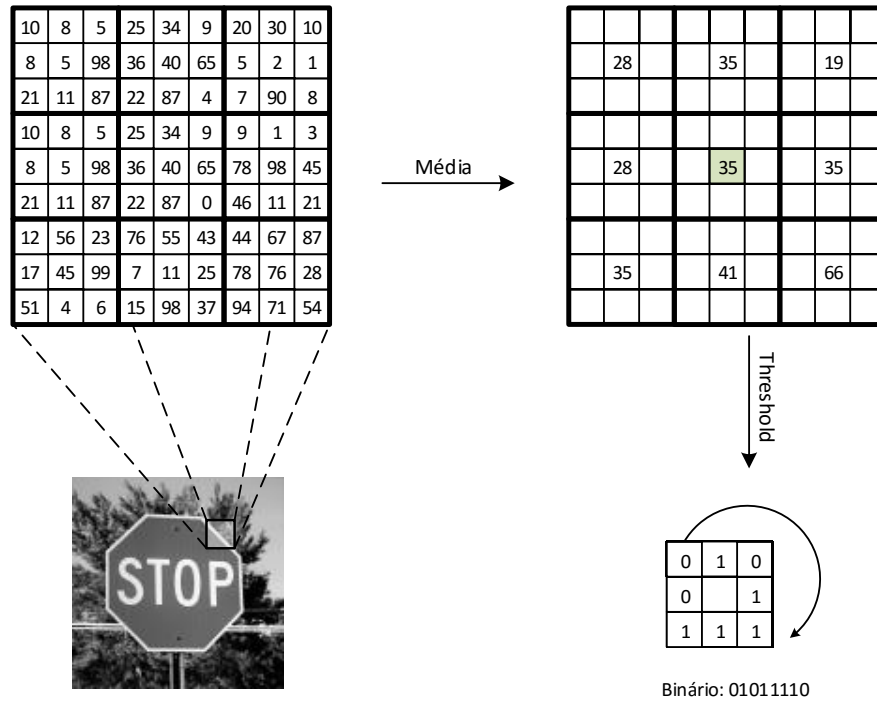 10 8 5 25 34 9 20 30 10
8 5 98 36 40 65 5 2 1
21 11 87 22 87 4 7 90 8
10 8 5 25 34 9 9 1 3
8 5 98 36 40 65 78 98 45
21 11 87 22 87 0 46 11 21
12 56 23 76 55 43 44 67 87
17 45 99 7 11 25 78 76 28
51 4 6 15 98 37 94 71 54
Média
28 35 19
28 35 35
35 41 66
Threshold
STOP
0 1 0
0 1
1 1 1
Binário: 01011110